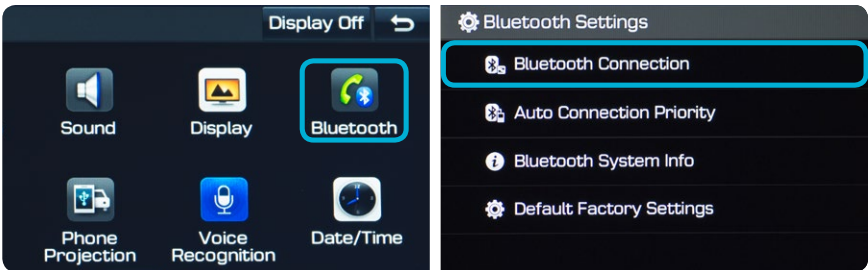 Display Off
Sound
Display
Bluetooth
Phone
Projection
Voice
Recognition
Date/Time
Bluetooth Settings
Bluetooth Connection
Auto Connection Priority
Bluetooth System Info
Default Factory Settings